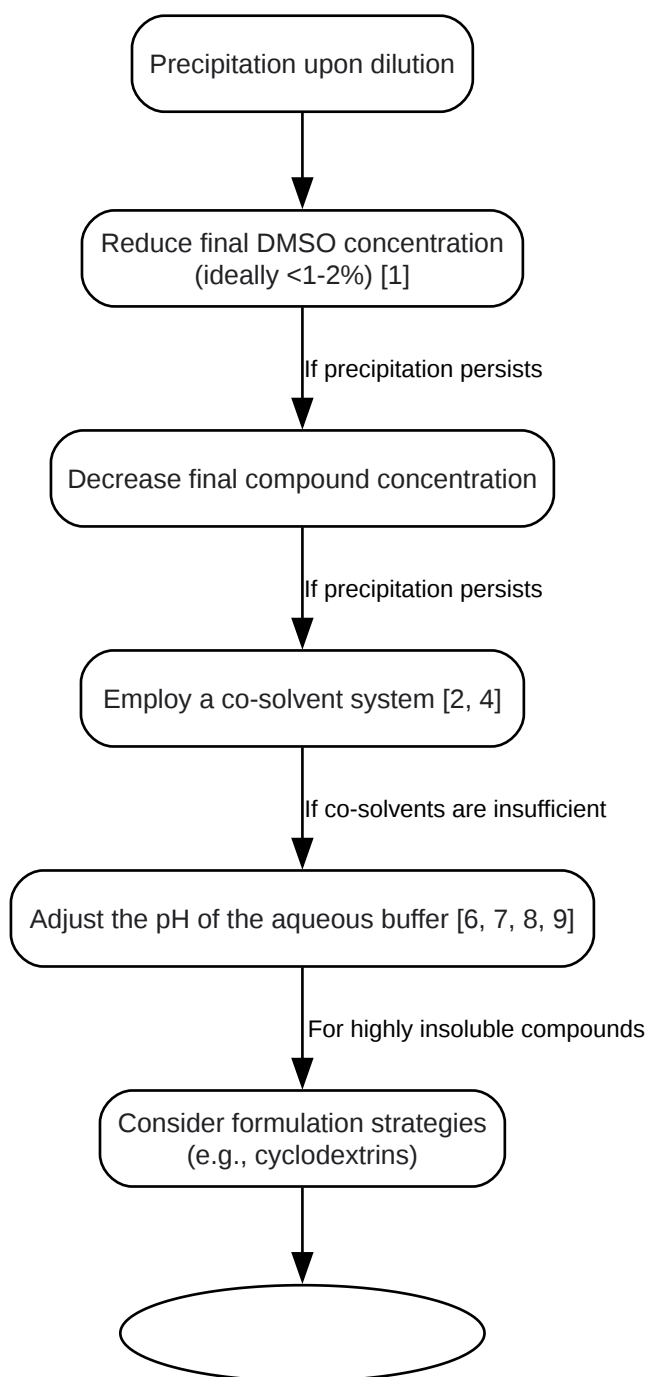 Precipitation upon dilution
Reduce final DMSO concentration
(ideally <1-2%) [1]
If precipitation persists
Decrease final compound concentration
If precipitation persists
Employ a co-solvent system [2, 4]
If co-solvents are insufficient
Adjust the pH of the aqueous buffer [6, 7, 8, 9]
For highly insoluble compounds
Consider formulation strategies
(e.g., cyclodextrins)